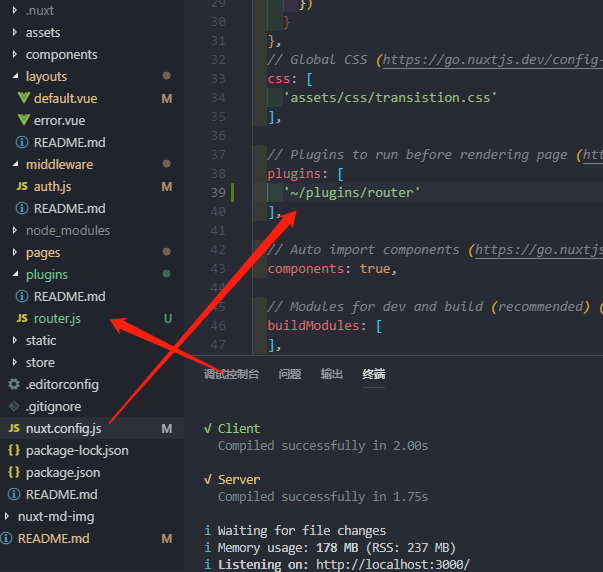 .nuxt
assets
components
layouts
default.vue M
error.vue
README.md
middleware
JS auth.js M
README.md
node_modules
pages
plugins
README.md
JS router.js U
static
store
.editorconfig
.gitignore
JS nuxt.config.js M
{} package-lock.json
{} package.json
README.md
nuxt-md-img
README.md M
29 })
30 }
31 },
32 // Global CSS (https://go.nuxtjs.dev/config-
33 css: [
34 'assets/css/transistion.css'
35 ],
36
37 // Plugins to run before rendering page (ht
38 plugins: [
39 '~/plugins/router'
40 ],
41
42 // Auto import components (https://go.nuxtjs
43 components: true,
44
45 // Modules for dev and build (recommended) (
46 buildModules: [
47 ],
调试控制台 问题 输出 终端
√ Client
Compiled successfully in 2.00s
√ Server
Compiled successfully in 1.75s
i Waiting for file changes
i Memory usage: 178 MB (RSS: 237 MB)
i Listening on: http://localhost:3000/